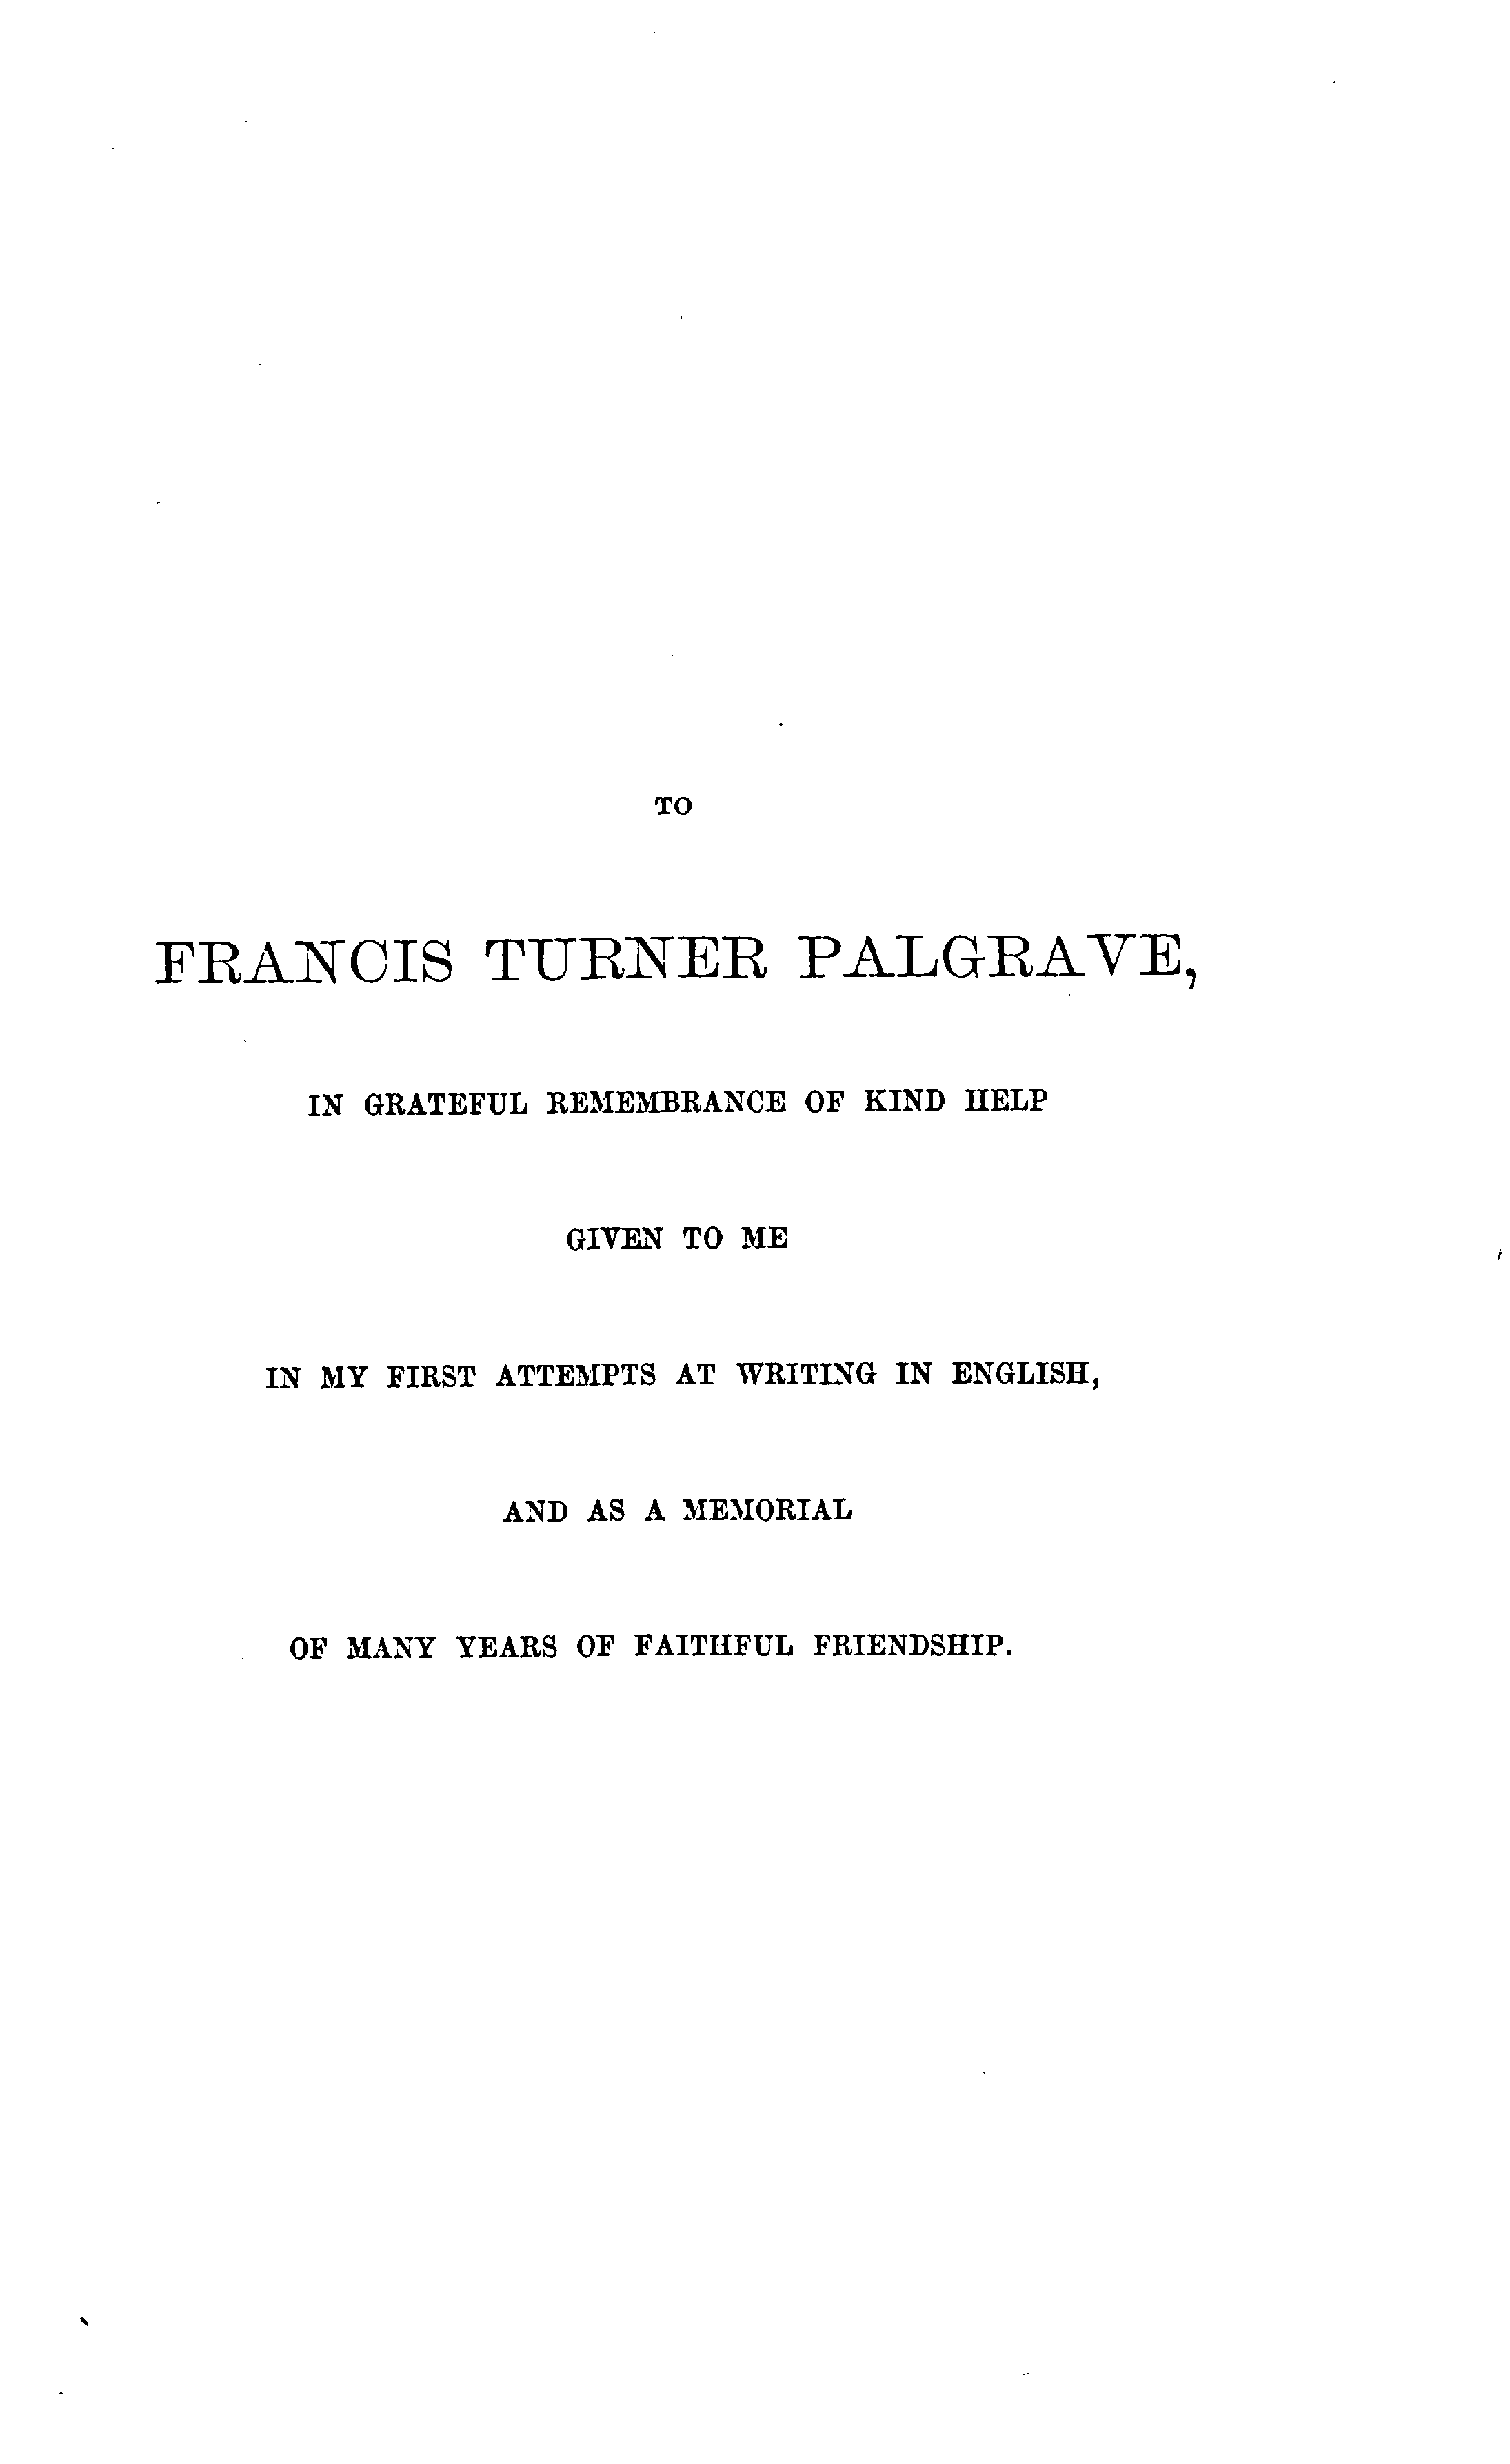 TO
FRANCIS TURNER PALGRAVE,
IN GRATEFUL REMEMBRANCE OF KIND HELP
GIVEN TO ME
IN MY FIRST ATTEMPTS AT WRITING IN ENGLISH,
AND AS A MEMORIAL
OF MANY YEARS OF FAITHFUL FRIENDSHIP.